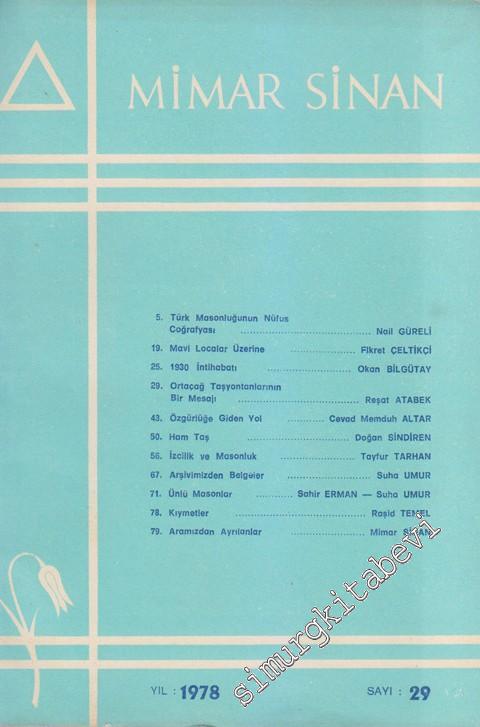 MİMAR SİNAN
5. Türk Masonluğunun Nüfus
Coğrafyası ........................ Nail GÜRELİ
19. Mavi Localar Üzerine ................ Fikret ÇELTİKÇİ
25. 1930 İntihabatı ........................ Okan BİLGÜTAY
29. Ortaçağ Taşyontanlarının
Bir Mesajı ........................ Reşat ATABEK
43. Özgürlüğe Giden Yol ............ Cevad Memduh ALTAR
50. Ham Taş ........................ Doğan SİNDİREN
56. İzcilik ve Masonluk ................ Tayfur TARHAN
67. Arşivimizden Belgeler ................ Suha UMUR
71. Ünlü Masonlar ............ Sahir ERMAN — Suha UMUR
78. Kıymetler ........................ Raşid TEMEL
79. Aramızdan Ayrılanlar ................ Mimar SİNAN
YIL : 1978 SAYI : 29
simurgkitabevi